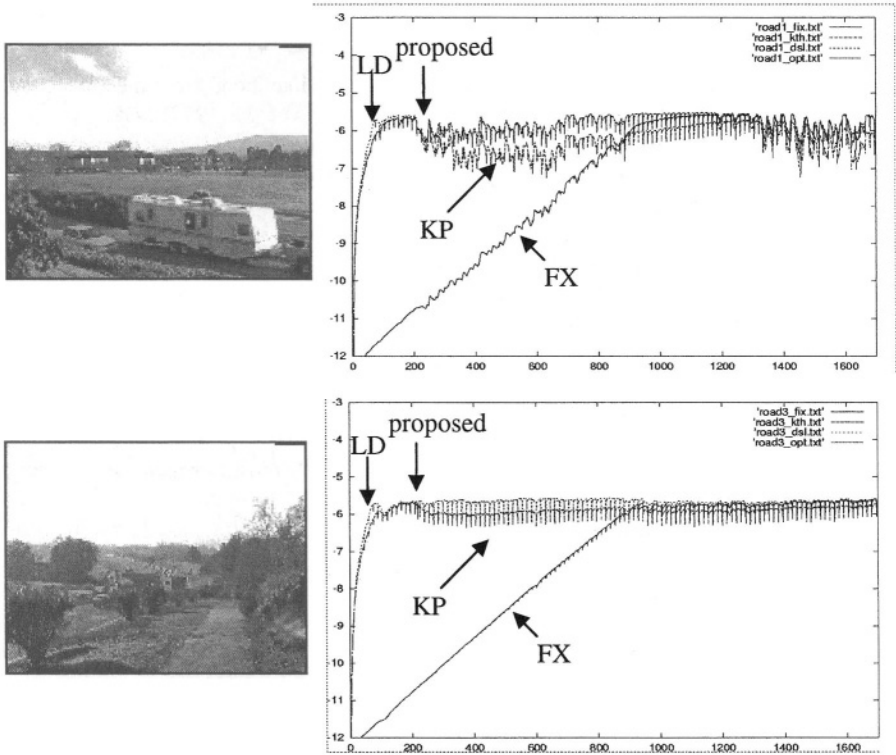 -3
-4
-5
-6
-7
-8
-9
-10
-11
-12
0
200
400
600
800
1000
1200
1400
1600
'road1_fix.txt'
'road1_kth.txt'
'road1_dsl.txt'
'road1_opt.txt'
LD
proposed
KP
FX
-3
-4
-5
-6
-7
-8
-9
-10
-11
-12
0
200
400
600
800
1000
1200
1400
1600
'road3_fix.txt'
'road3_kth.txt'
'road3_dsl.txt'
'road3_opt.txt'
LD
proposed
KP
FX